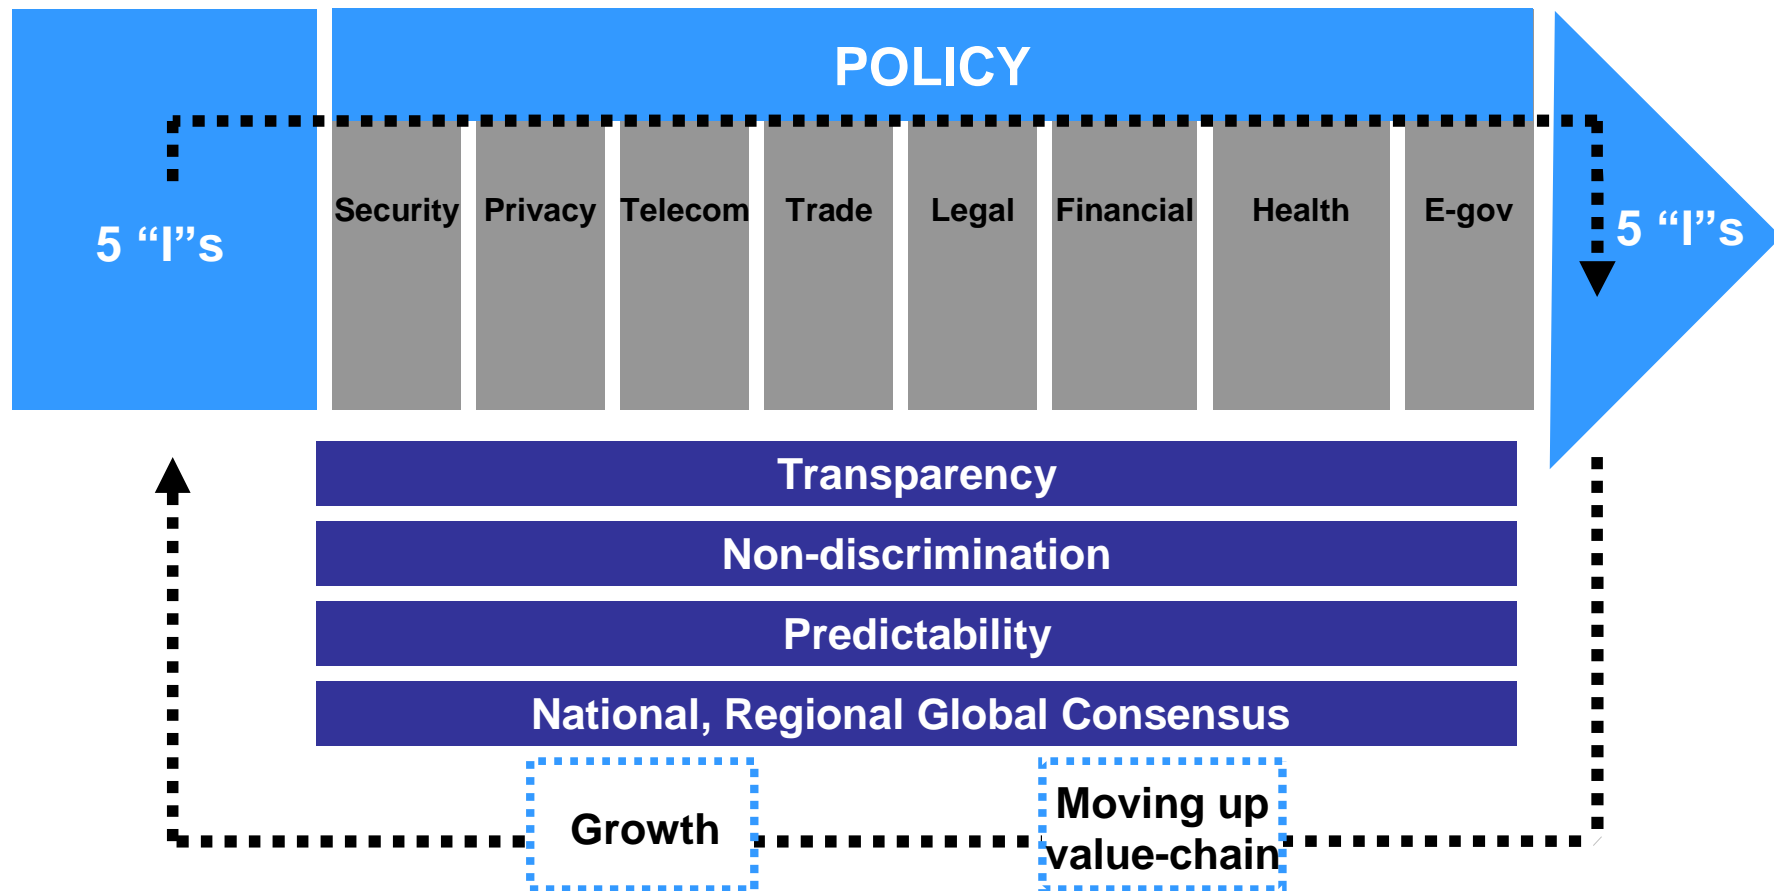 POLICY
5 “I”s
Security
Privacy
Telecom
Trade
Legal
Financial
Health
E-gov
5 “I”s
Transparency
Non-discrimination
Predictability
National, Regional Global Consensus
Growth
Moving up
value-chain